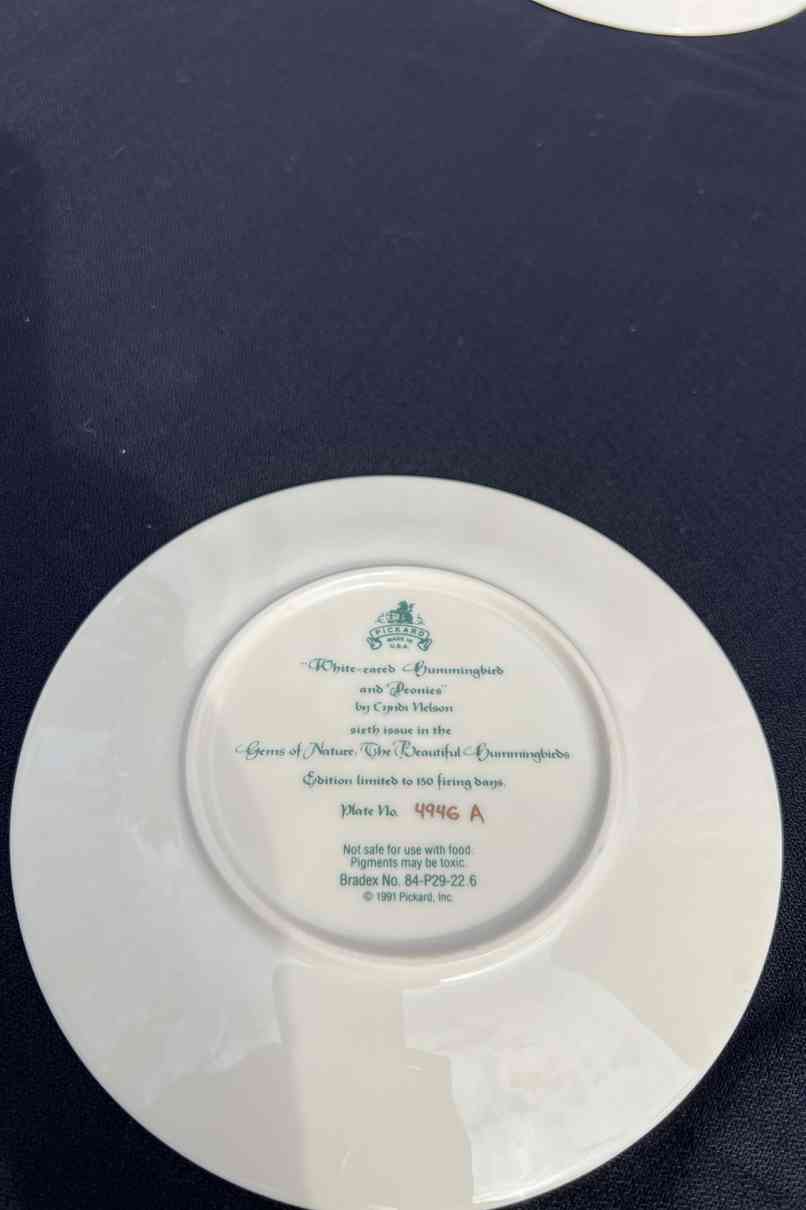 PICKARD
MADE IN
U.S.A.
"White-eared Hummingbird
and Peonies"
by Cyndi Nelson
sixth issue in the
Gems of Nature: The Beautiful Hummingbirds
Edition limited to 150 firing days.
Plate No. 4946 A
Not safe for use with food.
Pigments may be toxic.
Bradex No. 84-P29-22.6
© 1991 Pickard, Inc.